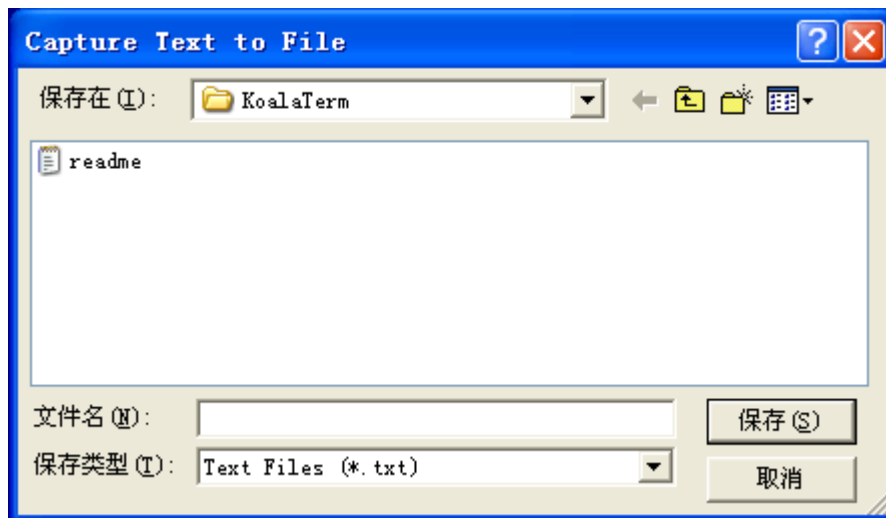 Capture Text to File
保存在(I): KoalaTerm
readme
文件名(N):
保存(S)
保存类型(T): Text Files (*.txt)
取消